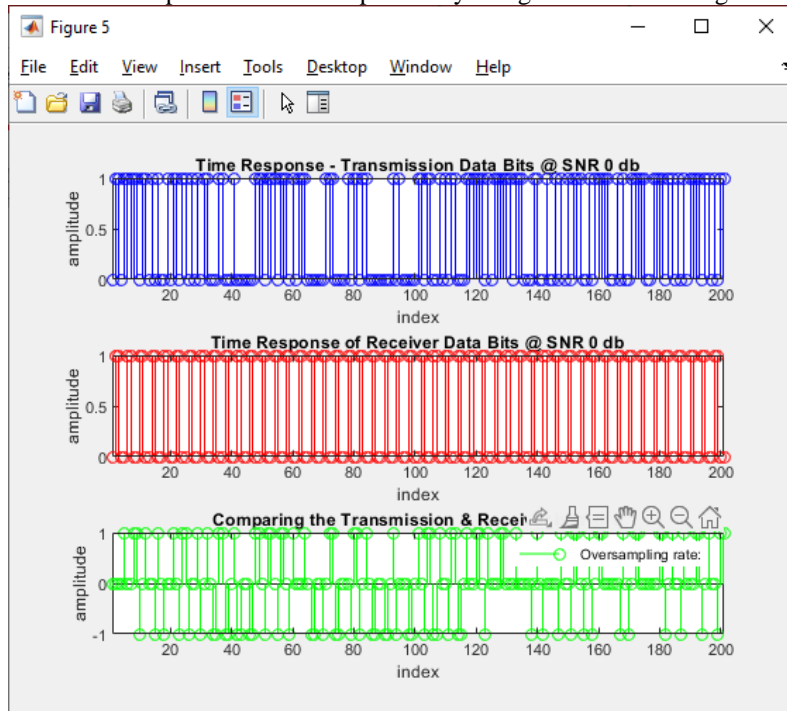 Figure 5
File Edit View Insert Tools Desktop Window Help
Time Response - Transmission Data Bits @ SNR 0 db
1
0.5
0
amplitude
20 40 60 80 100 120 140 160 180 200
index
Time Response of Receiver Data Bits @ SNR 0 db
1
0.5
0
amplitude
20 40 60 80 100 120 140 160 180 200
index
Comparing the Transmission &
Oversampling rate:
1
0
-1
amplitude
20 40 60 80 100 120 140 160 180 200
index